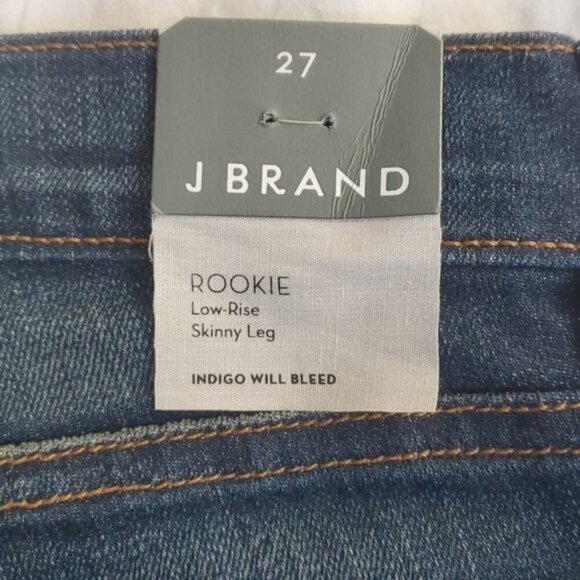 27
J BRAND
ROOKIE
Low-Rise
Skinny Leg
INDIGO WILL BLEED